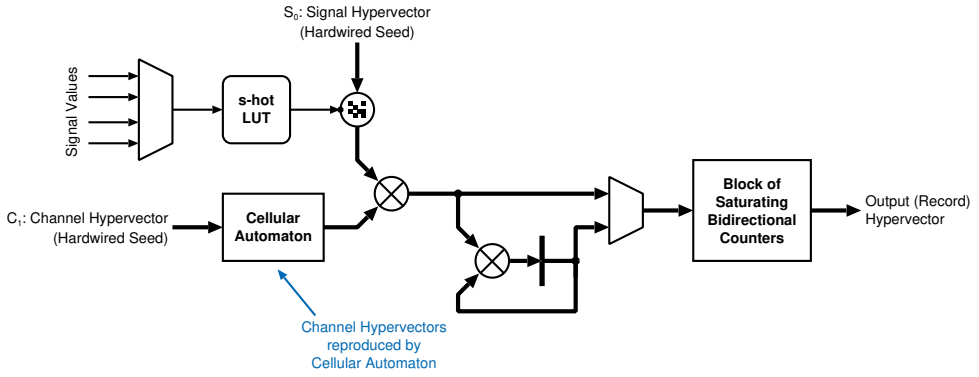 S₀: Signal Hypervector
(Hardwired Seed)
Signal Values
s-hot
LUT
C₁: Channel Hypervector
(Hardwired Seed)
Cellular
Automaton
Block of
Saturating
Bidirectional
Counters
Output (Record)
Hypervector
Channel Hypervectors
reproduced by
Cellular Automaton